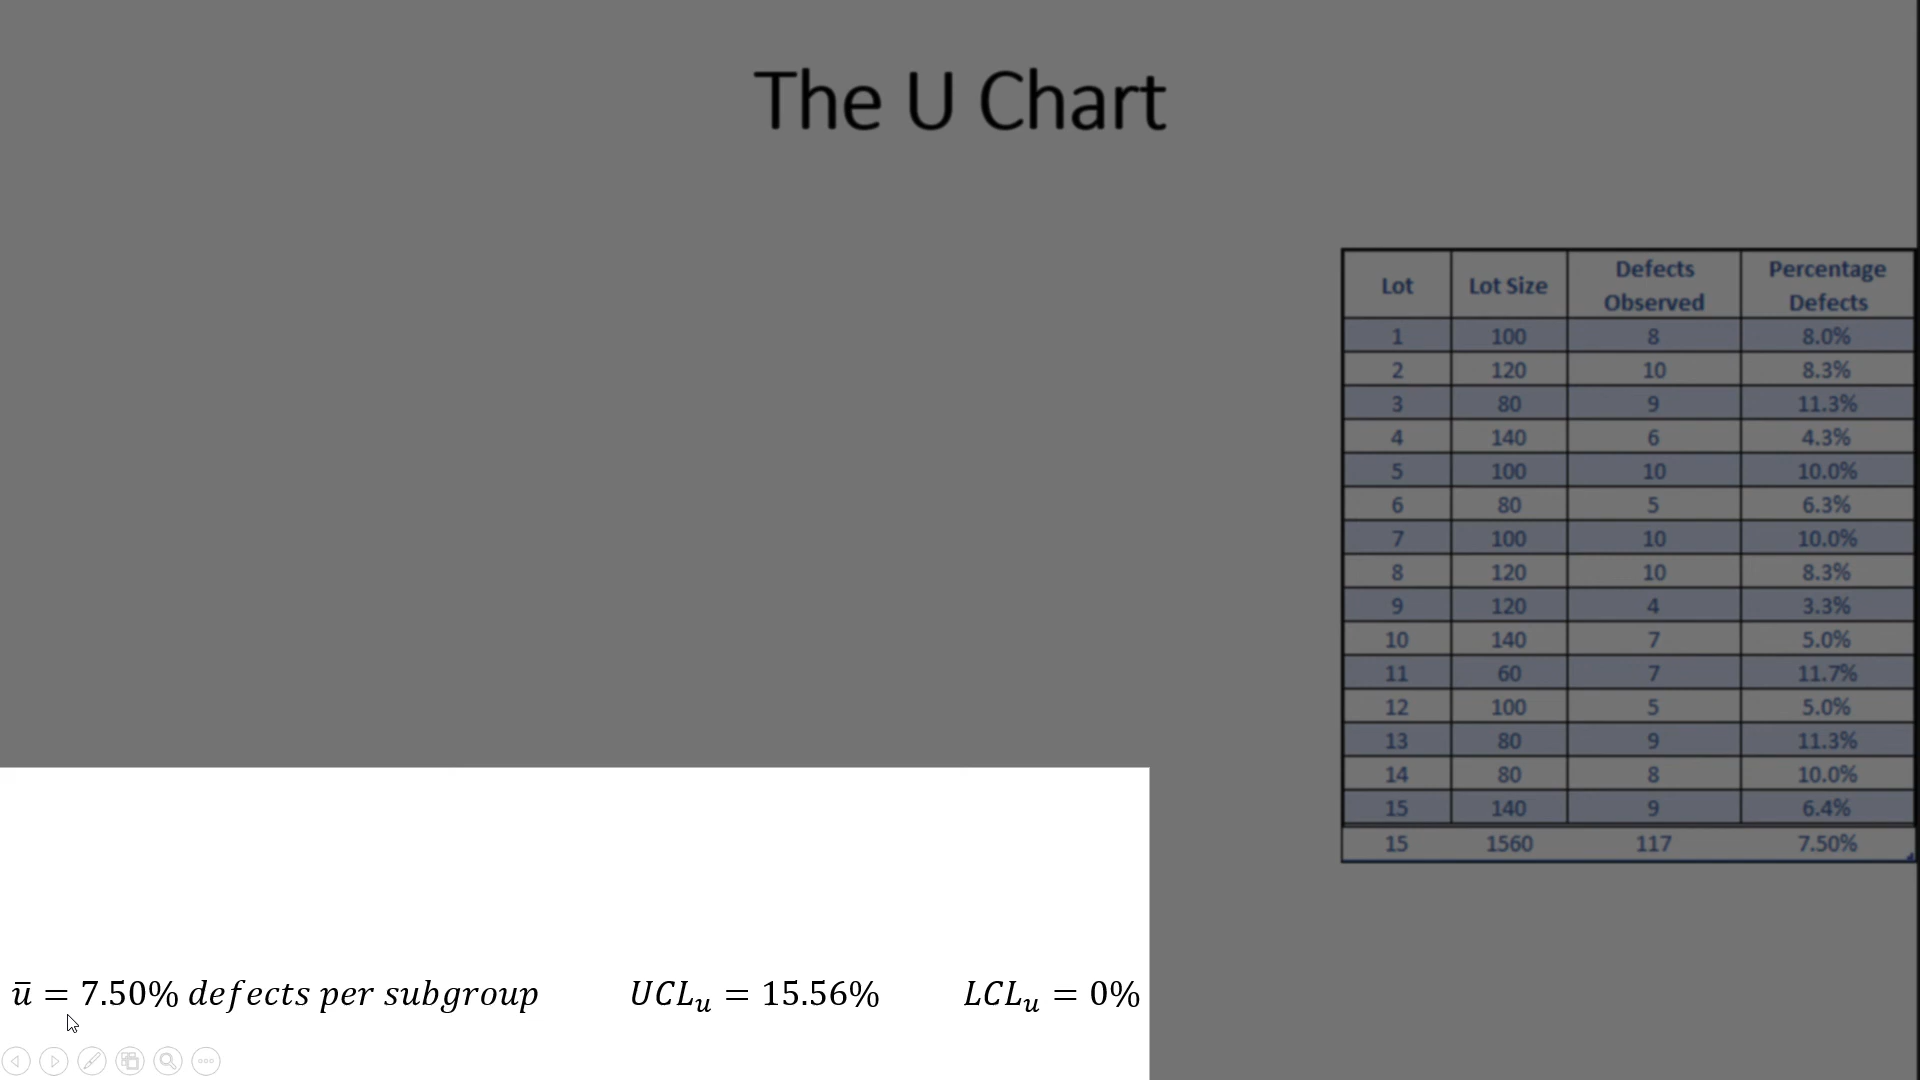 The U Chart
Lot Lot Size Defects Observed Percentage Defects
1 100 8 8.0%
2 120 10 8.3%
3 80 9 11.3%
4 140 6 4.3%
5 100 10 10.0%
6 80 5 6.3%
7 100 10 10.0%
8 120 10 8.3%
9 120 4 3.3%
10 140 7 5.0%
11 60 7 11.7%
12 100 5 5.0%
13 80 9 11.3%
14 80 8 10.0%
15 140 9 6.4%
15 1560 117 7.50%
ū = 7.50% defects per subgroup UCLᵤ = 15.56% LCLᵤ = 0%